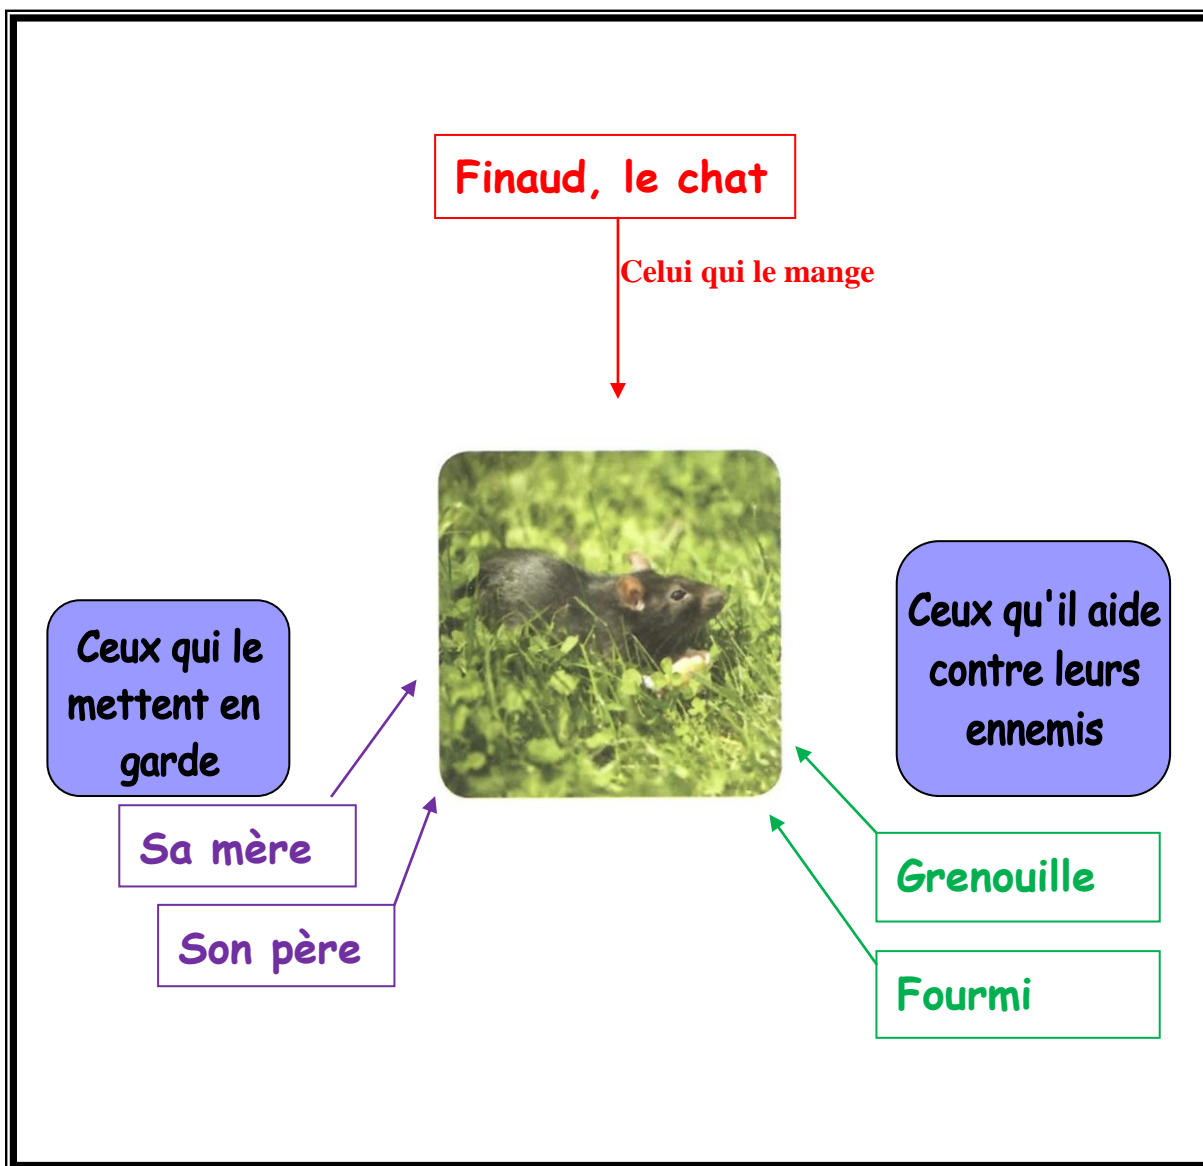 Finaud, le chat
Celui qui le mange
Ceux qui le
mettent en
garde
Sa mère
Son père
Ceux qu'il aide
contre leurs
ennemis
Grenouille
Fourmi